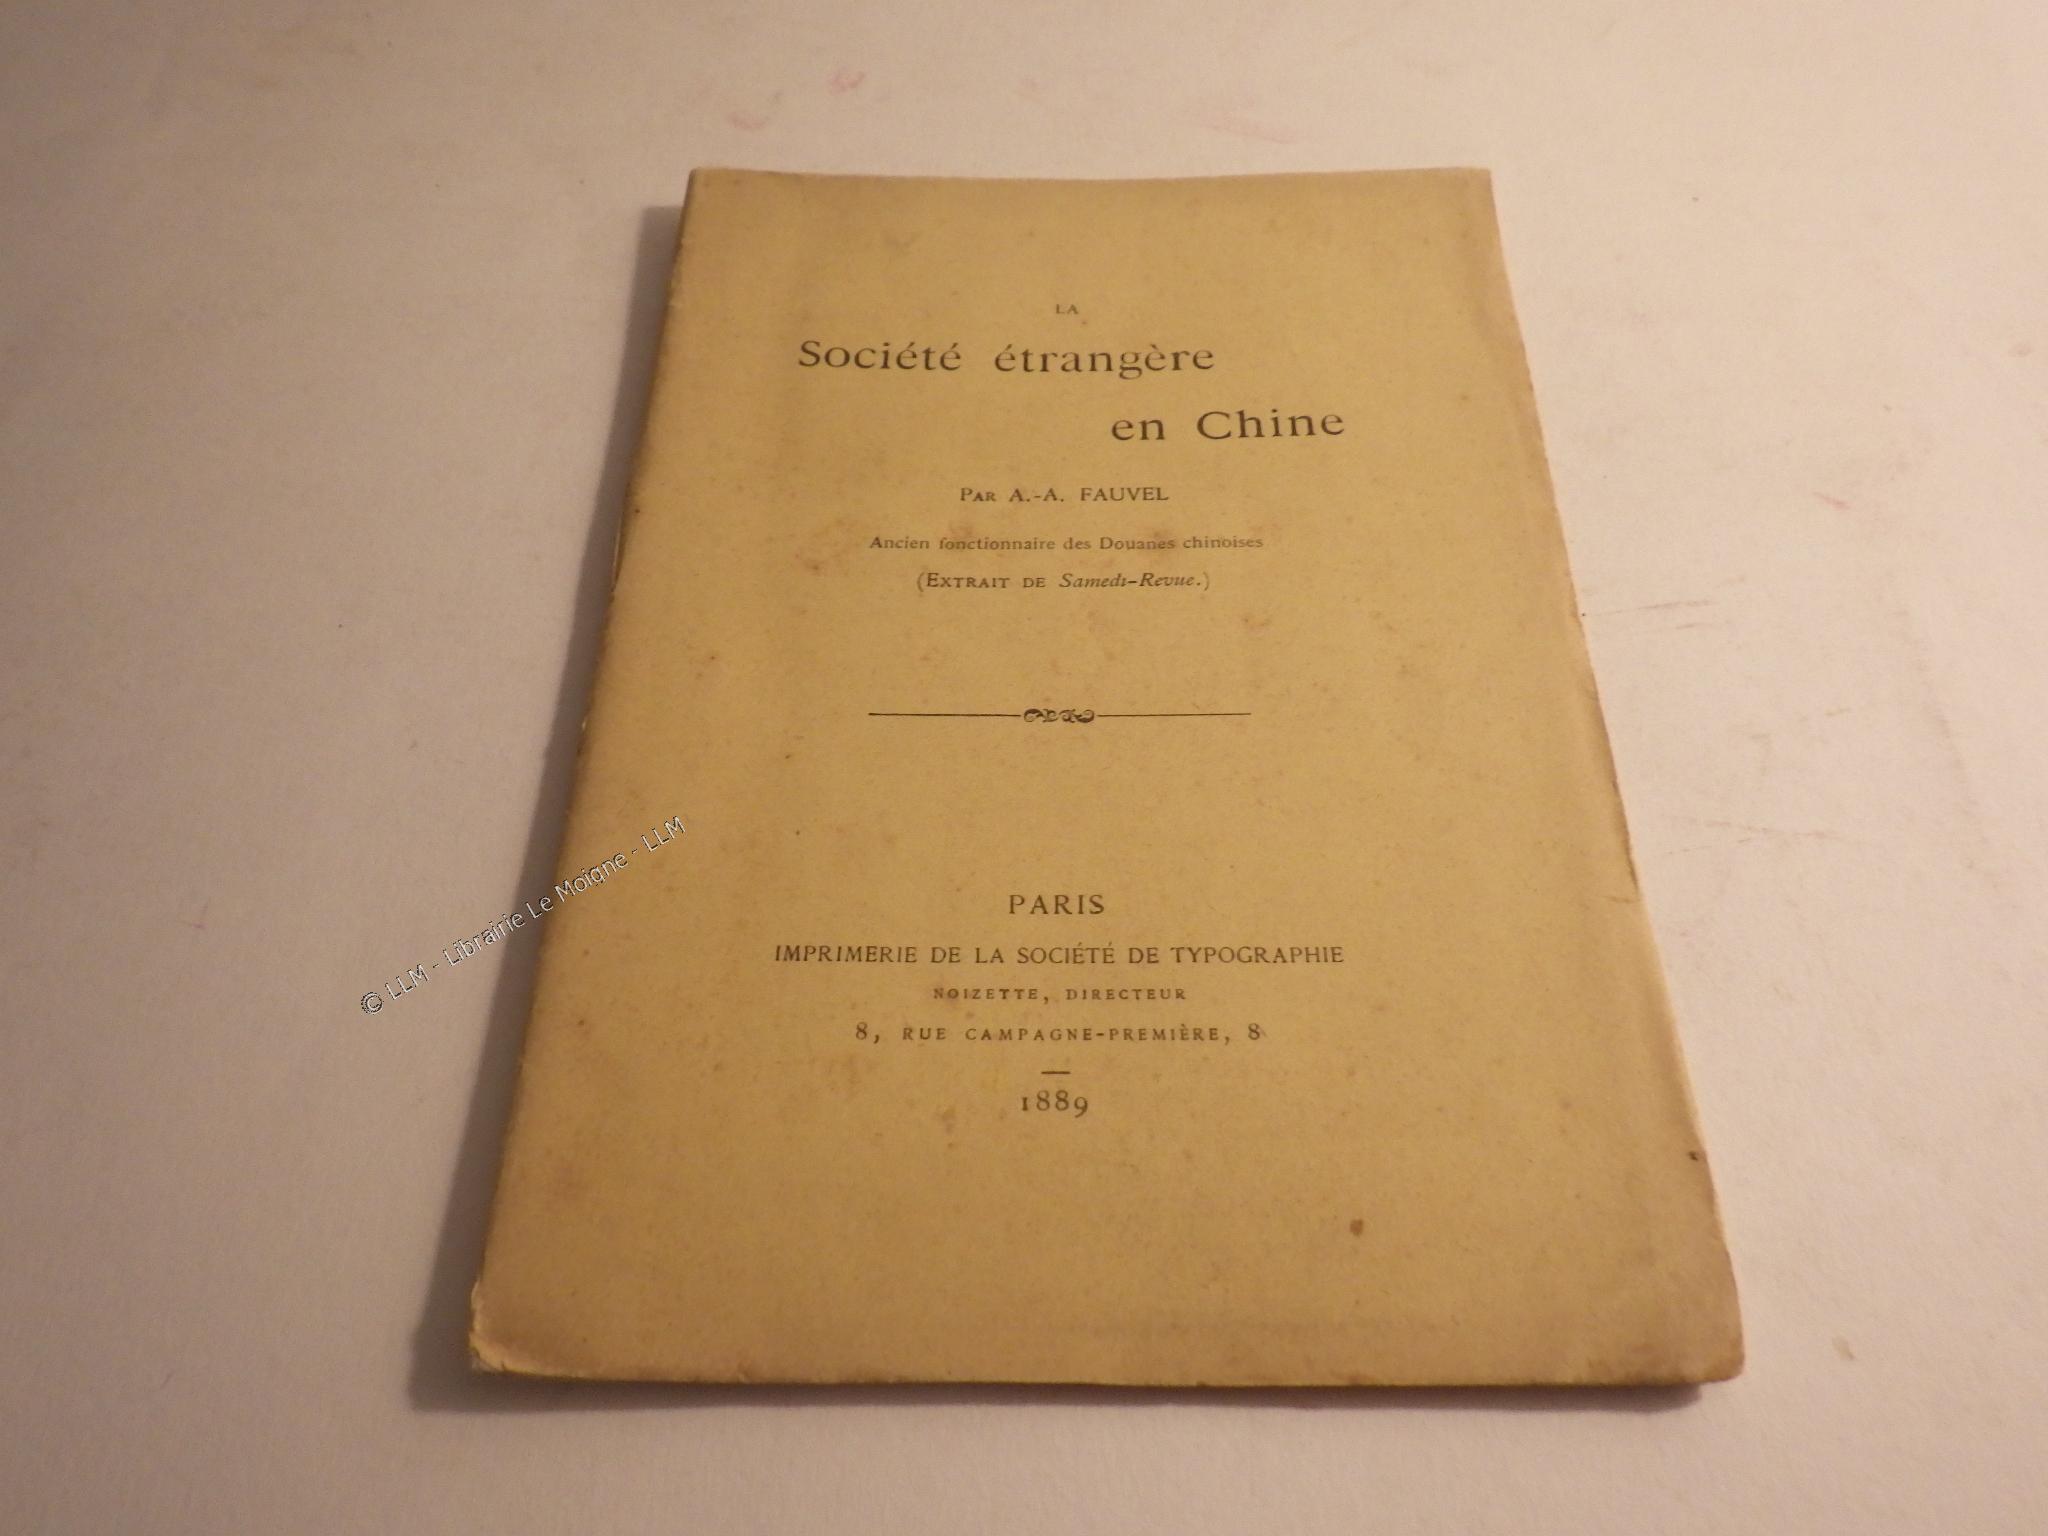 LA
Société étrangère
en Chine
PAR A.-A. FAUVEL
Ancien fonctionnaire des Douanes chinoises
(EXTRAIT DE Samedi-Revue.)
PARIS
IMPRIMERIE DE LA SOCIÉTÉ DE TYPOGRAPHIE
NOIZETTE, DIRECTEUR
8, RUE CAMPAGNE-PREMIÈRE, 8
1889
© LLM - Librairie Le Moigne - LLM